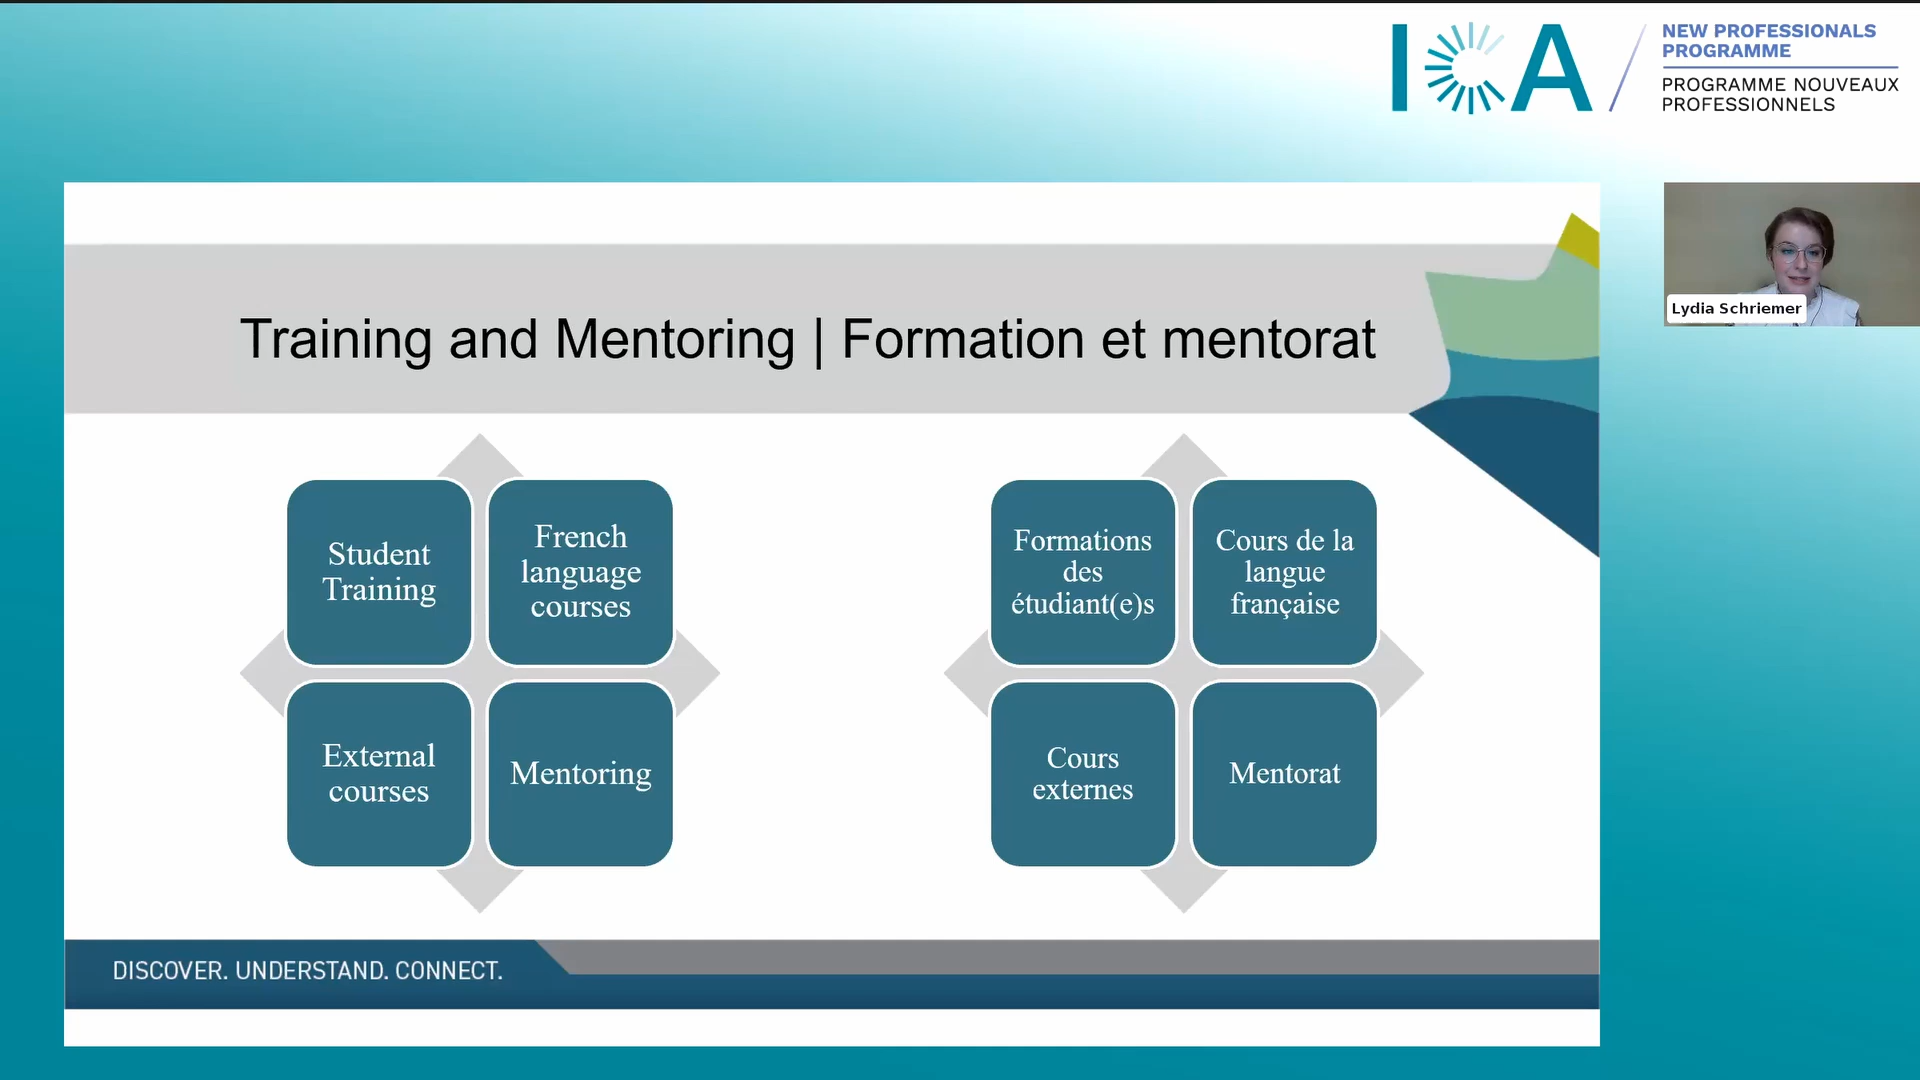 ICA
NEW PROFESSIONALS
PROGRAMME
PROGRAMME NOUVEAUX
PROFESSIONNELS
Lydia Schriemer
Training and Mentoring | Formation et mentorat
Student
Training
French
language
courses
External
courses
Mentoring
Formations
des
étudiant(e)s
Cours de la
langue
française
Cours
externes
Mentorat
DISCOVER. UNDERSTAND. CONNECT.